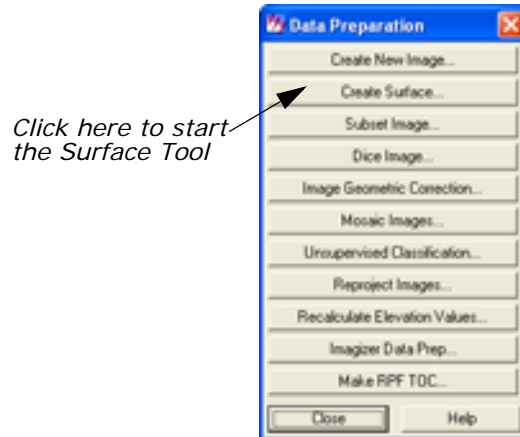 Data Preparation
Create New Image...
Create Surface...
Click here to start
the Surface Tool
Subset Image...
Dice Image...
Image Geometric Correction...
Mosaic Images...
Unsupervised Classification...
Reproject Images...
Recalculate Elevation Values...
Imagizer Data Prep...
Make RPF TOC...
Close Help